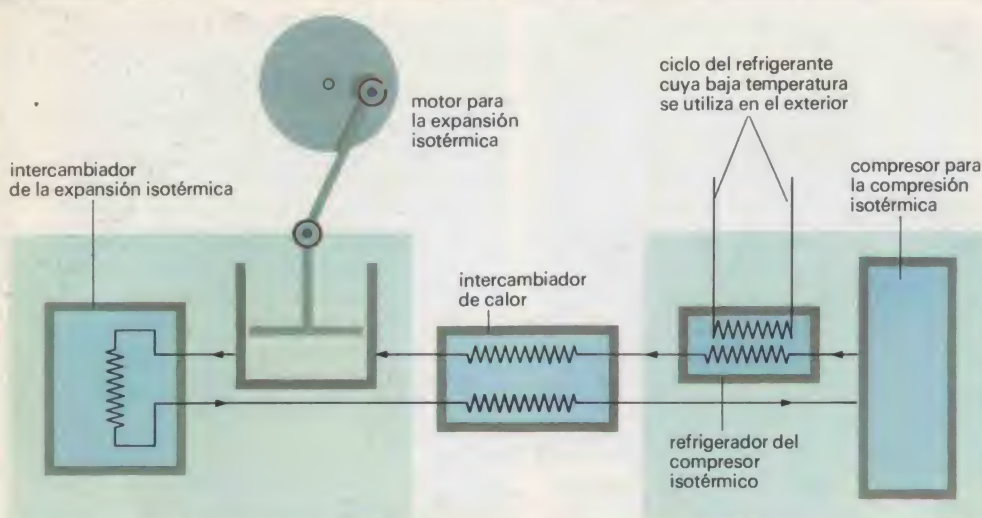 intercambiador
de la expansión isotérmica
motor para
la expansión
isotérmica
intercambiador
de calor
ciclo del refrigerante
cuya baja temperatura
se utiliza en el exterior
compresor para
la compresión
isotérmica
refrigerador del
compresor
isotérmico